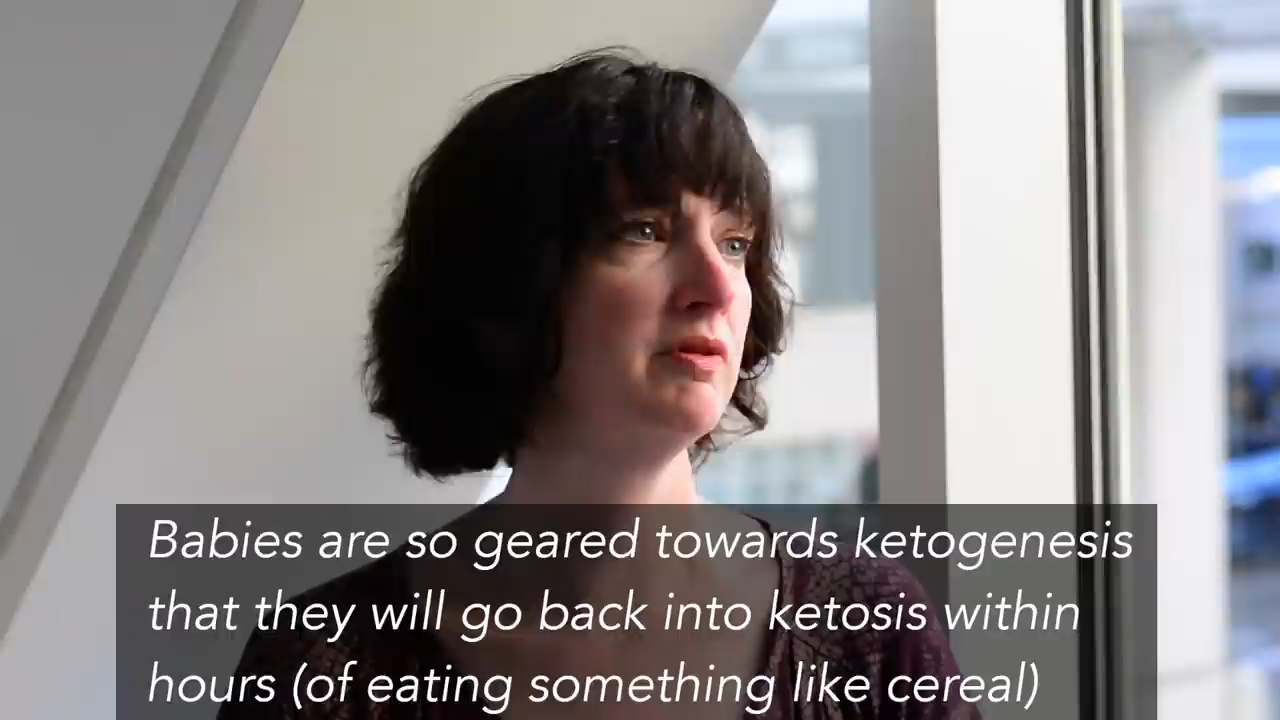 Babies are so geared towards ketogenesis
that they will go back into ketosis within
hours (of eating something like cereal)